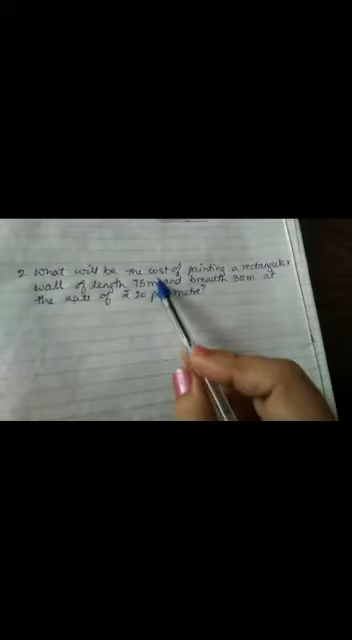 2 What will be the cost of painting a rectangular
wall of length 75m and breadth 30m at
the rate of ₹ 20 per metre?